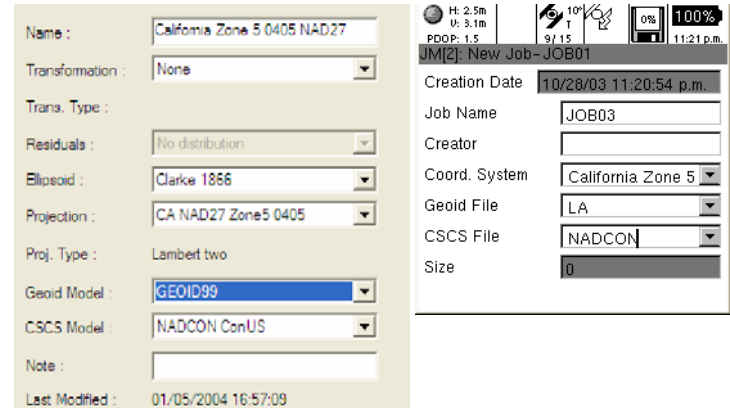 Name : California Zone 5 0405 NAD27
Transformation : None
Trans. Type :
Residuals : No distribution
Ellipsoid : Clarke 1866
Projection : CA NAD27 Zone5 0405
Proj. Type : Lambert two
Geoid Model : GEOID99
CSCS Model : NADCON ConUS
Note :
Last Modified : 01/05/2004 16:57:09
H: 2.5m 10° 0% 100%
V: 3.1m T
PDOP: 1.5 9/15 11:21 p.m.
JM[2]: New Job-JOB01
Creation Date 10/28/03 11:20:54 p.m.
Job Name JOB03
Creator
Coord. System California Zone 5
Geoid File LA
CSCS File NADCON
Size 0